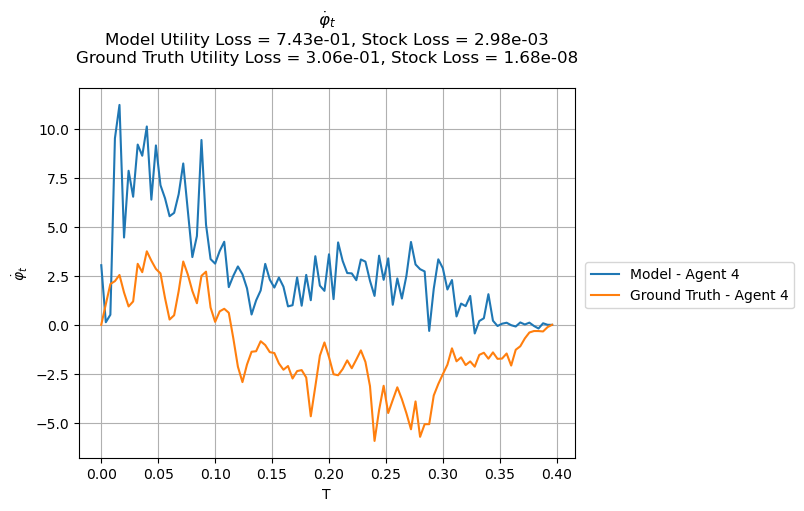 φ̇ₜ
Model Utility Loss = 7.43e-01, Stock Loss = 2.98e-03
Ground Truth Utility Loss = 3.06e-01, Stock Loss = 1.68e-08
10.0
7.5
5.0
2.5
0.0
−2.5
−5.0
φ̇ₜ
0.00 0.05 0.10 0.15 0.20 0.25 0.30 0.35 0.40
T
Model - Agent 4
Ground Truth - Agent 4